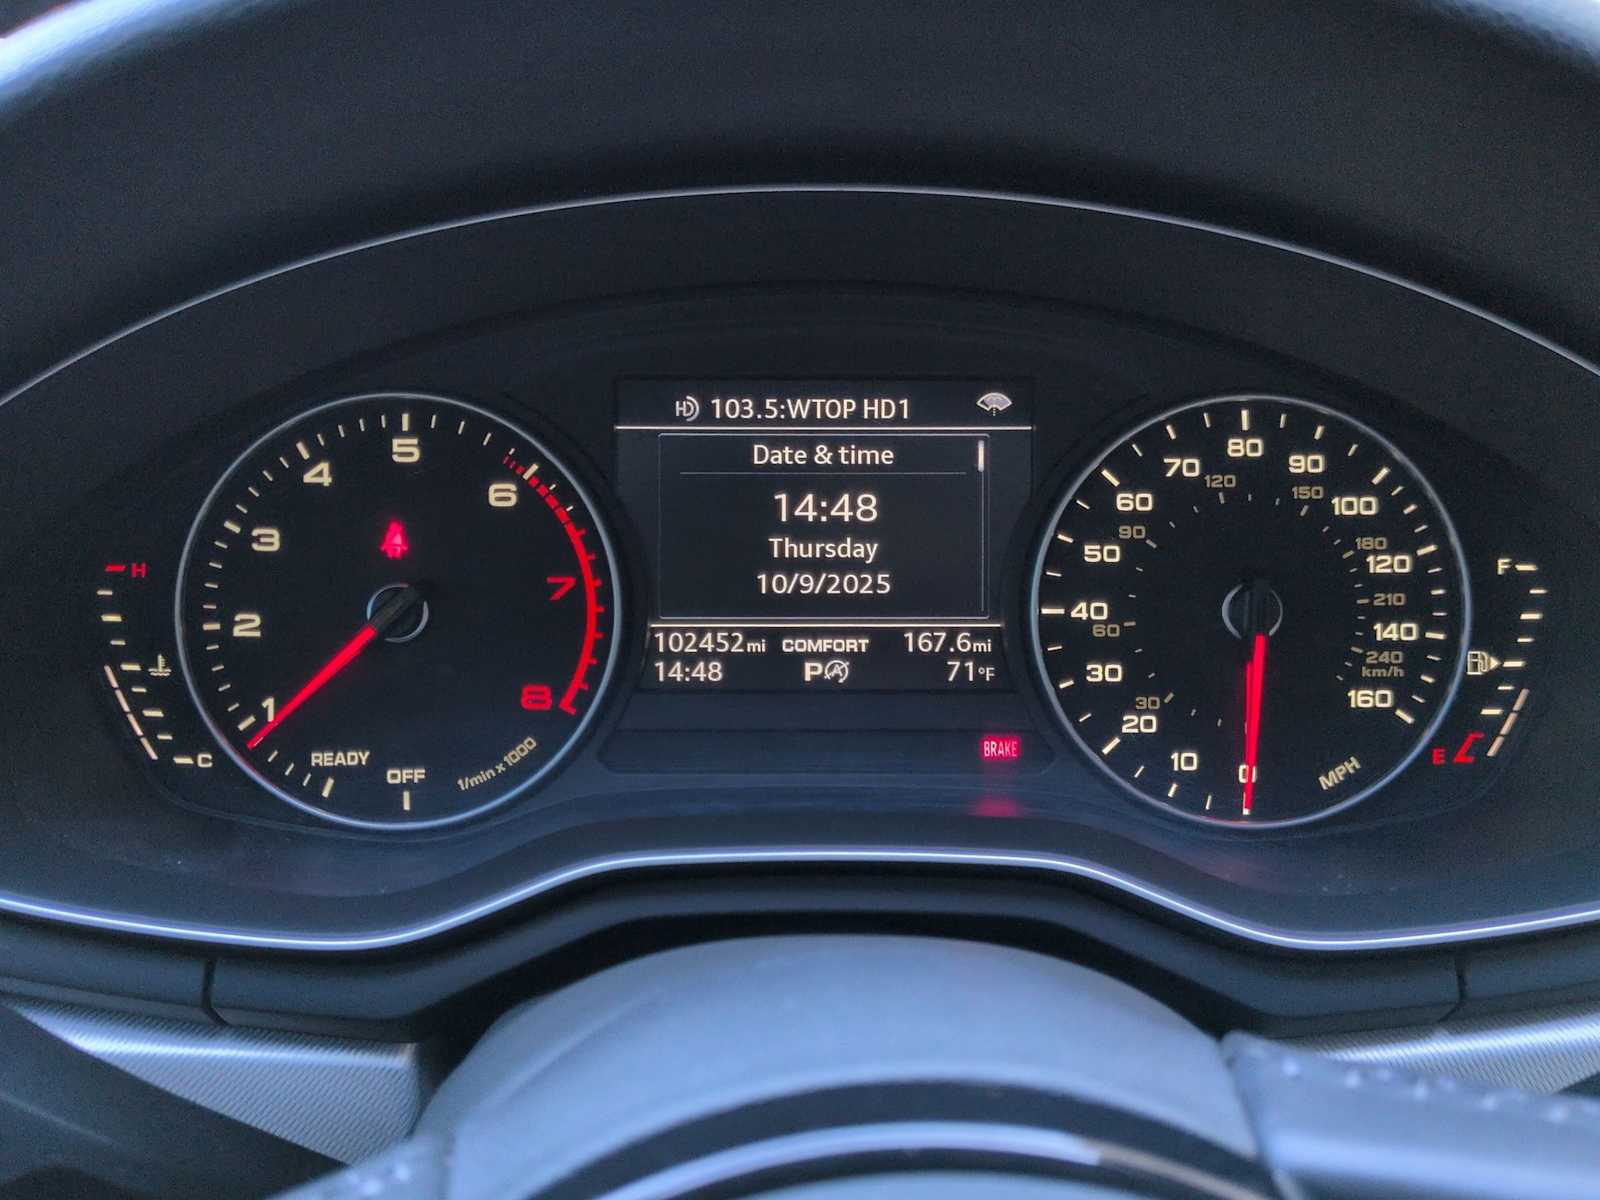 HD 103.5:WTOP HD1
Date & time
14:48
Thursday
10/9/2025
102452mi COMFORT 167.6mi
14:48 P A 71°F
BRAKE
H
C
1
2
3
4
5
6
7
8
READY
OFF
1/min x 1000
0
10
20
30
40
50
60
70
80
90
100
120
140
160
MPH
30
60
90
120
150
180
210
240
km/h
F
E